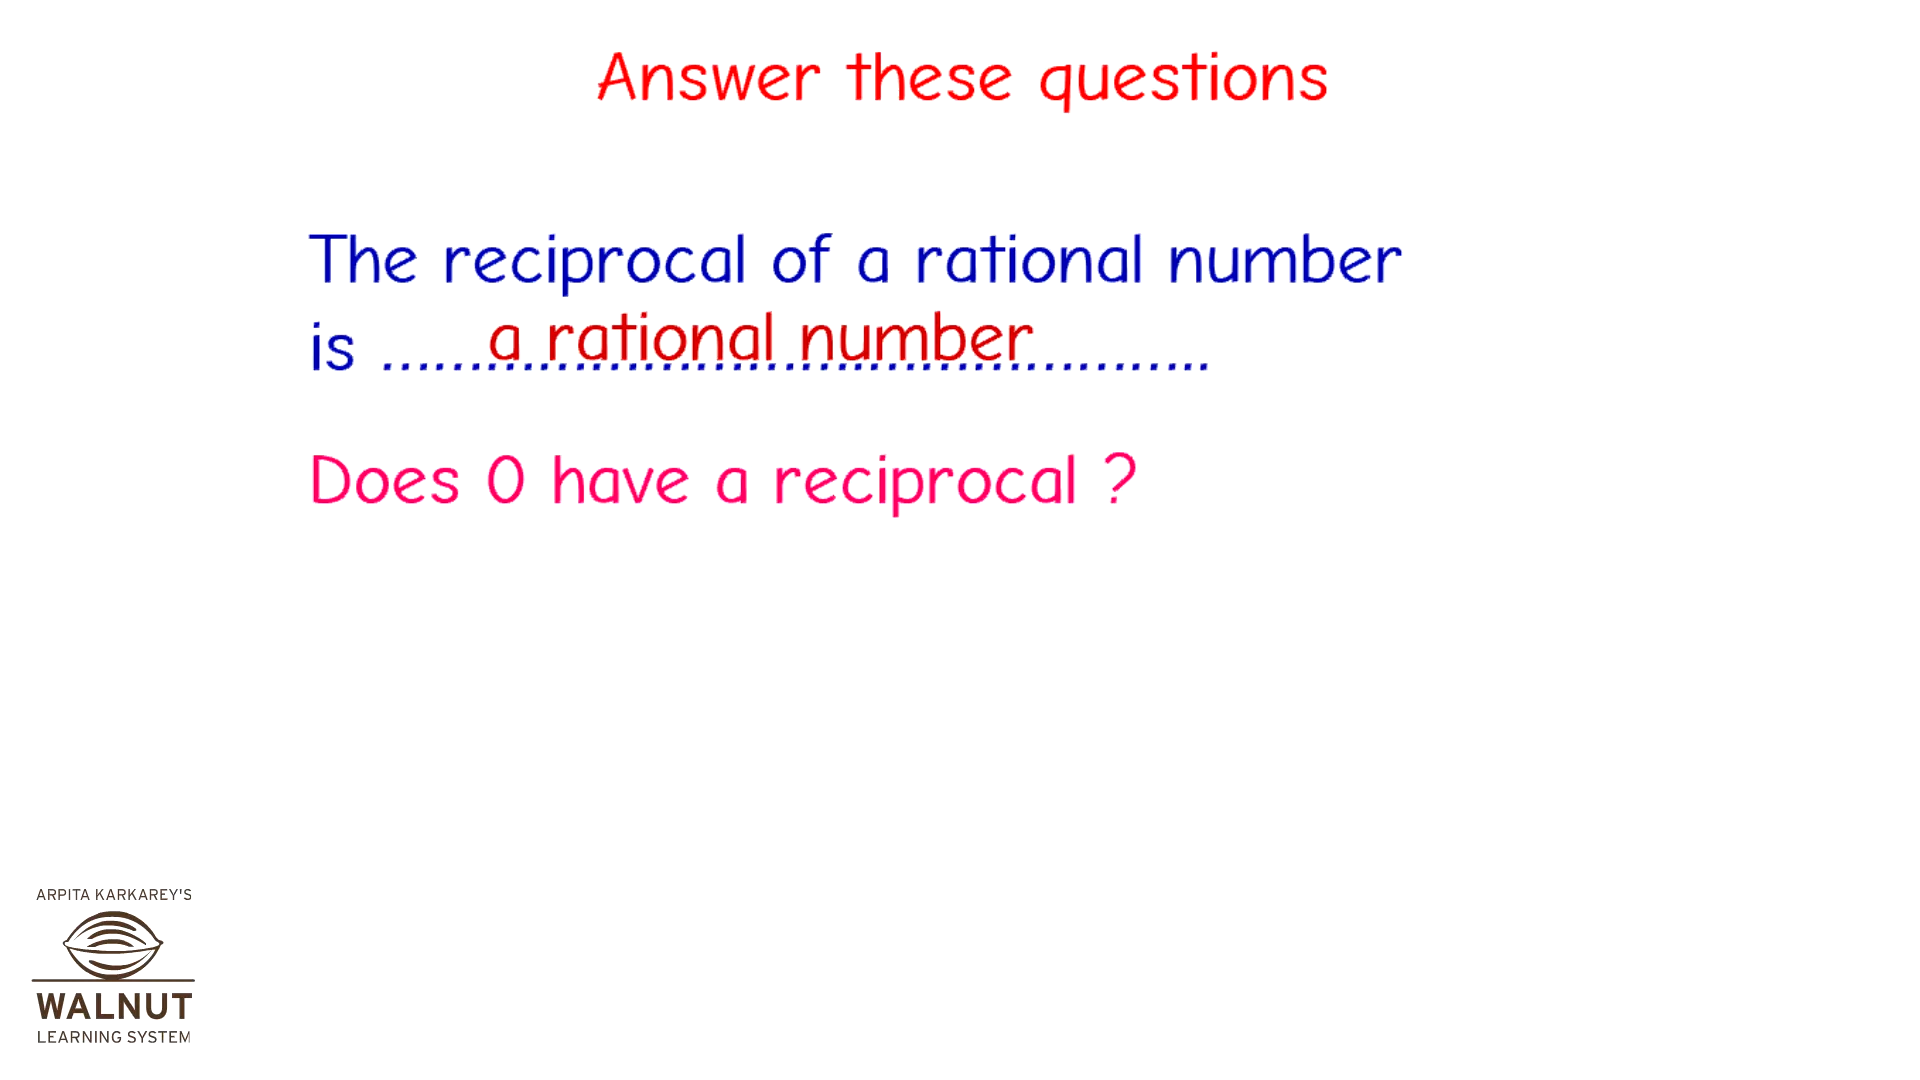 Answer these questions
The reciprocal of a rational number
is ................................................ a rational number
Does 0 have a reciprocal ?
ARPITA KARKAREY'S
WALNUT
LEARNING SYSTEM